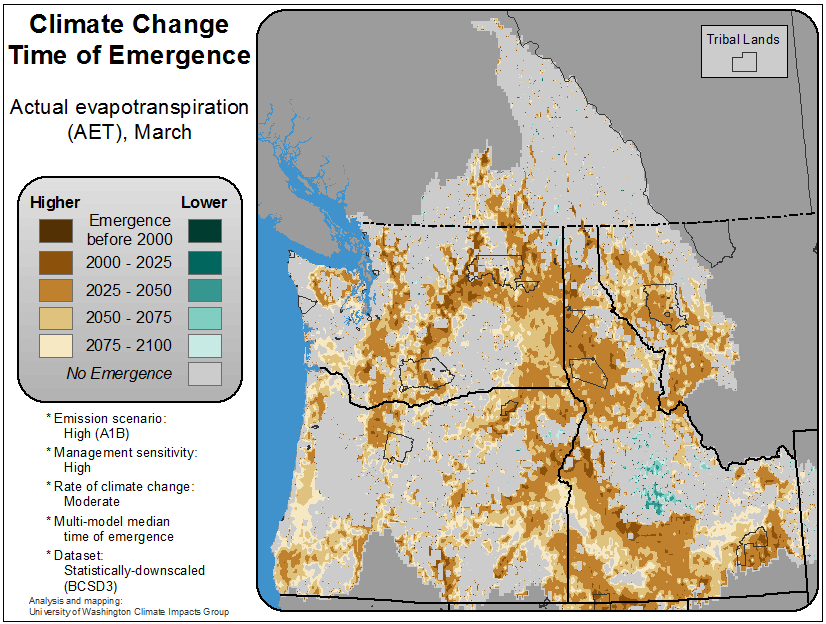 Climate Change
Time of Emergence
Actual evapotranspiration
(AET), March
Tribal Lands
Higher
Lower
Emergence
before 2000
2000 - 2025
2025 - 2050
2050 - 2075
2075 - 2100
No Emergence
* Emission scenario:
High (A1B)
* Management sensitivity:
High
* Rate of climate change:
Moderate
* Multi-model median
time of emergence
* Dataset:
Statistically-downscaled
(BCSD3)
Analysis and mapping:
University of Washington Climate Impacts Group